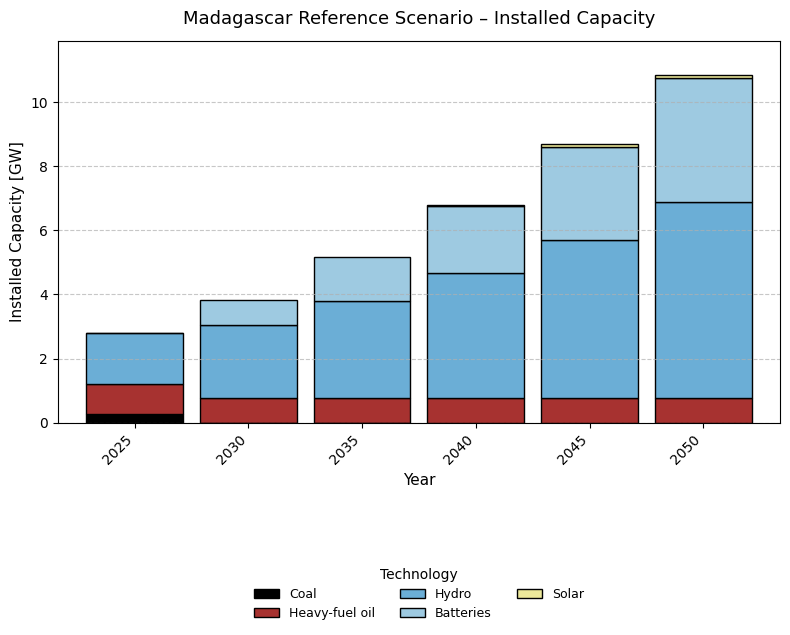 Madagascar Reference Scenario – Installed Capacity
Installed Capacity [GW]
10
8
6
4
2
0
2025
2030
2035
2040
2045
2050
Year
Technology
Coal
Heavy-fuel oil
Hydro
Batteries
Solar